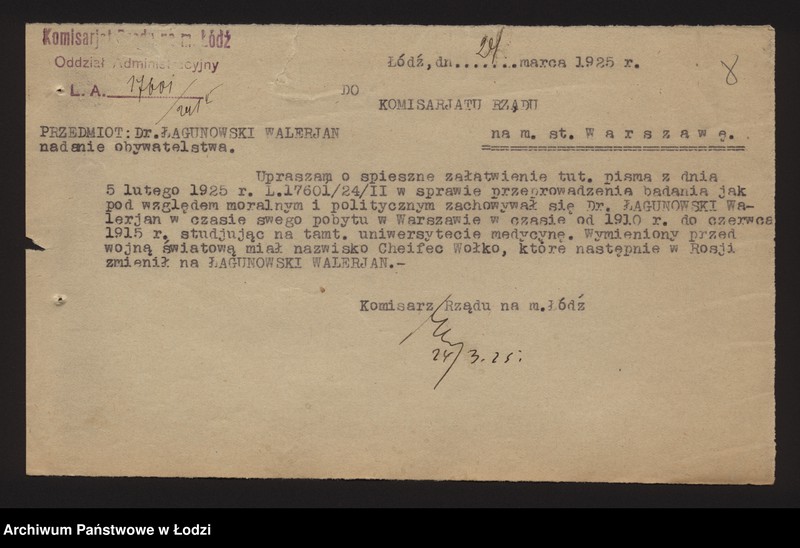 Komisarjat Rządu na m. Łódź
Oddział Administracyjny
L. A. 17601
24 II
Łódź, dn. 24 marca 1925 r.
8
DO
KOMISARJATU RZĄDU
na m. st. Warszawę.
PRZEDMIOT: Dr. ŁAGUNOWSKI WALERJAN
nadanie obywatelstwa.
Upraszam o spieszne załatwienie tut. pisma z dnia
5 lutego 1925 r. L.17601/24/II w sprawie przeprowadzenia badania jak
pod względem moralnym i politycznym zachowywał się Dr. ŁAGUNOWSKI Wa-
lerjan w czasie swego pobytu w Warszawie w czasie od 1910 r. do czerwca
1915 r. studjując na tamt. uniwersytecie medycynę. Wymieniony przed
wojną światową miał nazwisko Cheifec Wołko, które następnie w Rosji
zmienił na ŁAGUNOWSKI WALERJAN.-
Komisarz Rządu na m.Łódź
24/3.25.
Archiwum Państwowe w Łodzi